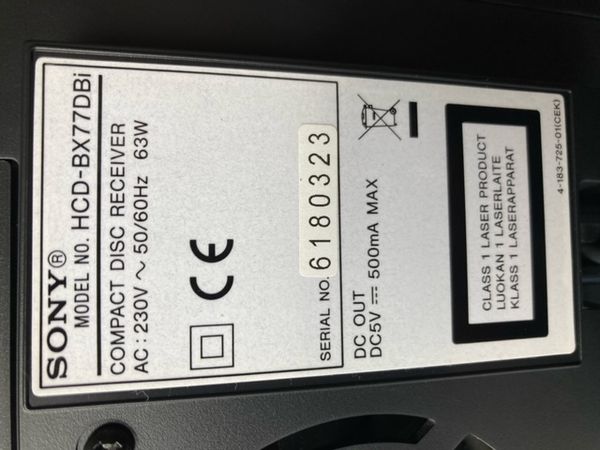 SONY®
MODEL NO. HCD-BX77DBi
COMPACT DISC RECEIVER
AC : 230V ~ 50/60Hz 63W
CE
SERIAL NO. 6180323
DC OUT
DC5V ⎓ 500mA MAX
CLASS 1 LASER PRODUCT
LUOKAN 1 LASERLAITE
KLASS 1 LASERAPPARAT
4-183-725-01(CEK)